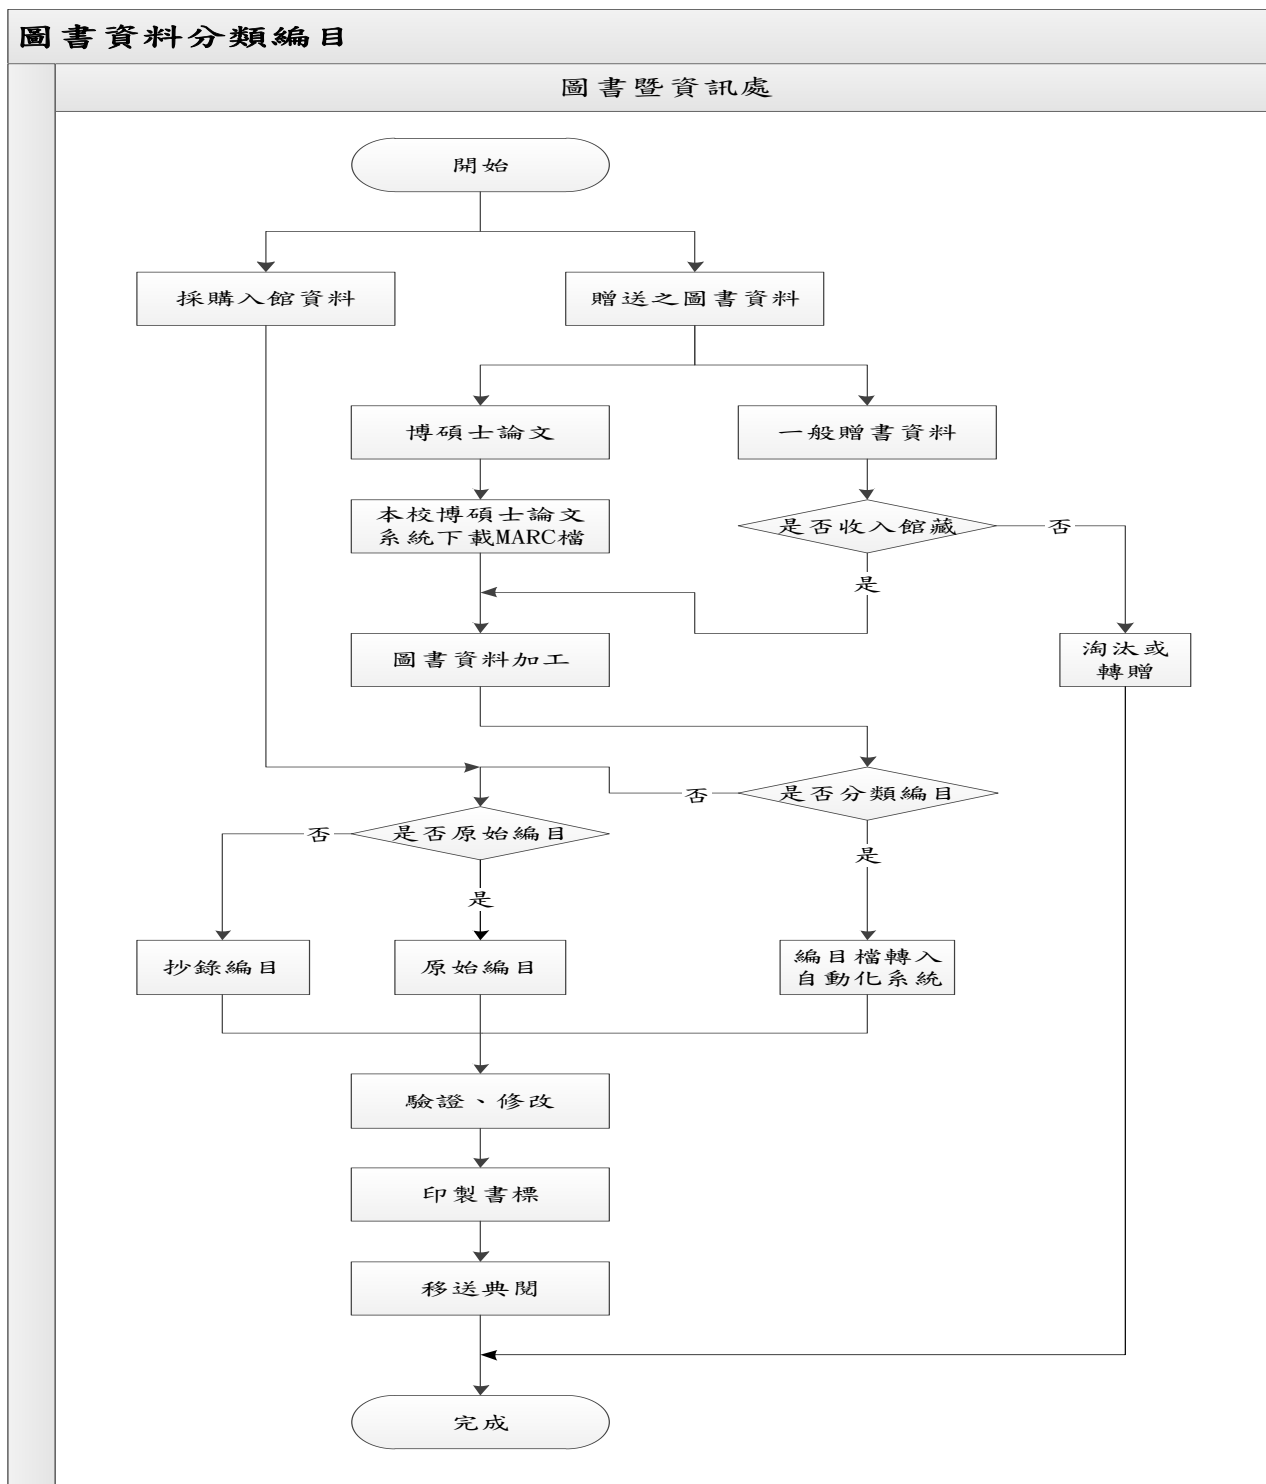 圖書資料分類編目
圖書暨資訊處
開始
採購入館資料
贈送之圖書資料
博碩士論文
一般贈書資料
本校博碩士論文
系統下載MARC檔
是否收入館藏
否
是
圖書資料加工
淘汰或
轉贈
是否分類編目
否
是否原始編目
否
是
是
抄錄編目
原始編目
編目檔轉入
自動化系統
驗證、修改
印製書標
移送典閱
完成